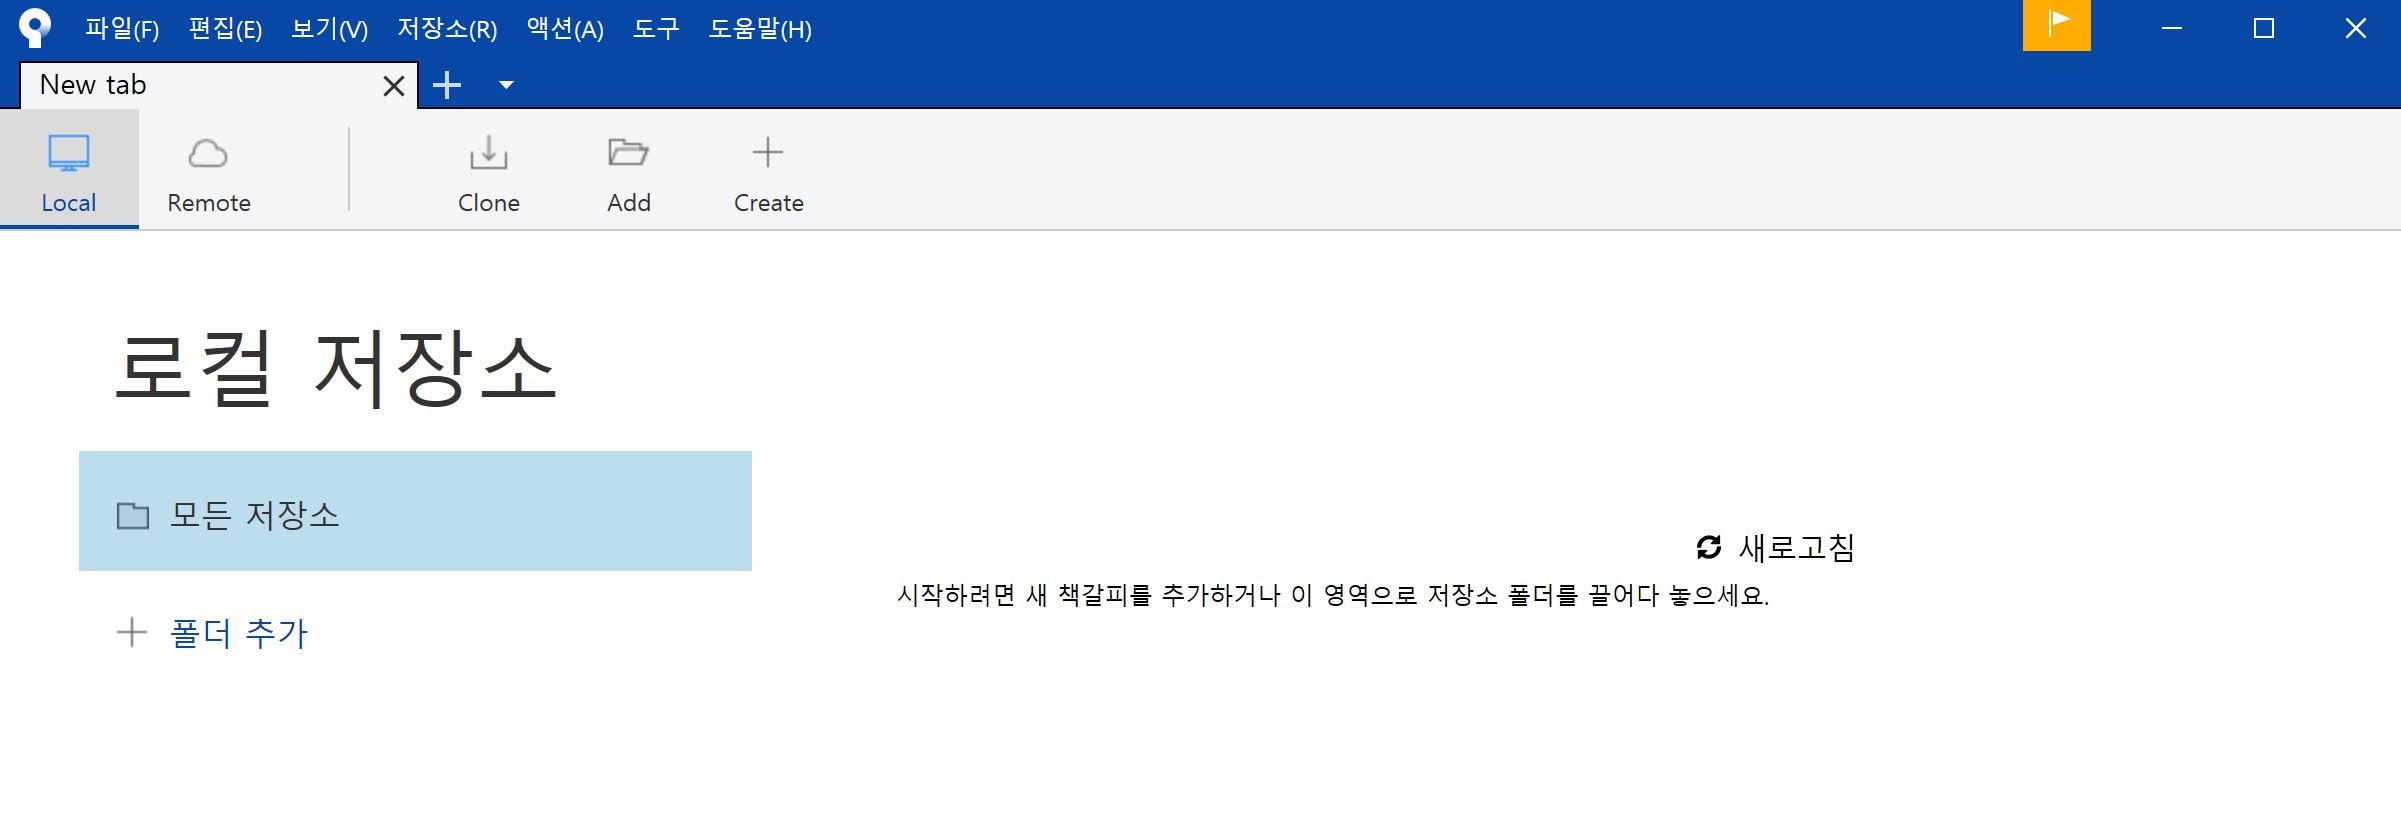 파일(F) 편집(E) 보기(V) 저장소(R) 액션(A) 도구 도움말(H)
New tab
Local Remote Clone Add Create
로컬 저장소
모든 저장소
폴더 추가
새로고침
시작하려면 새 책갈피를 추가하거나 이 영역으로 저장소 폴더를 끌어다 놓으세요.